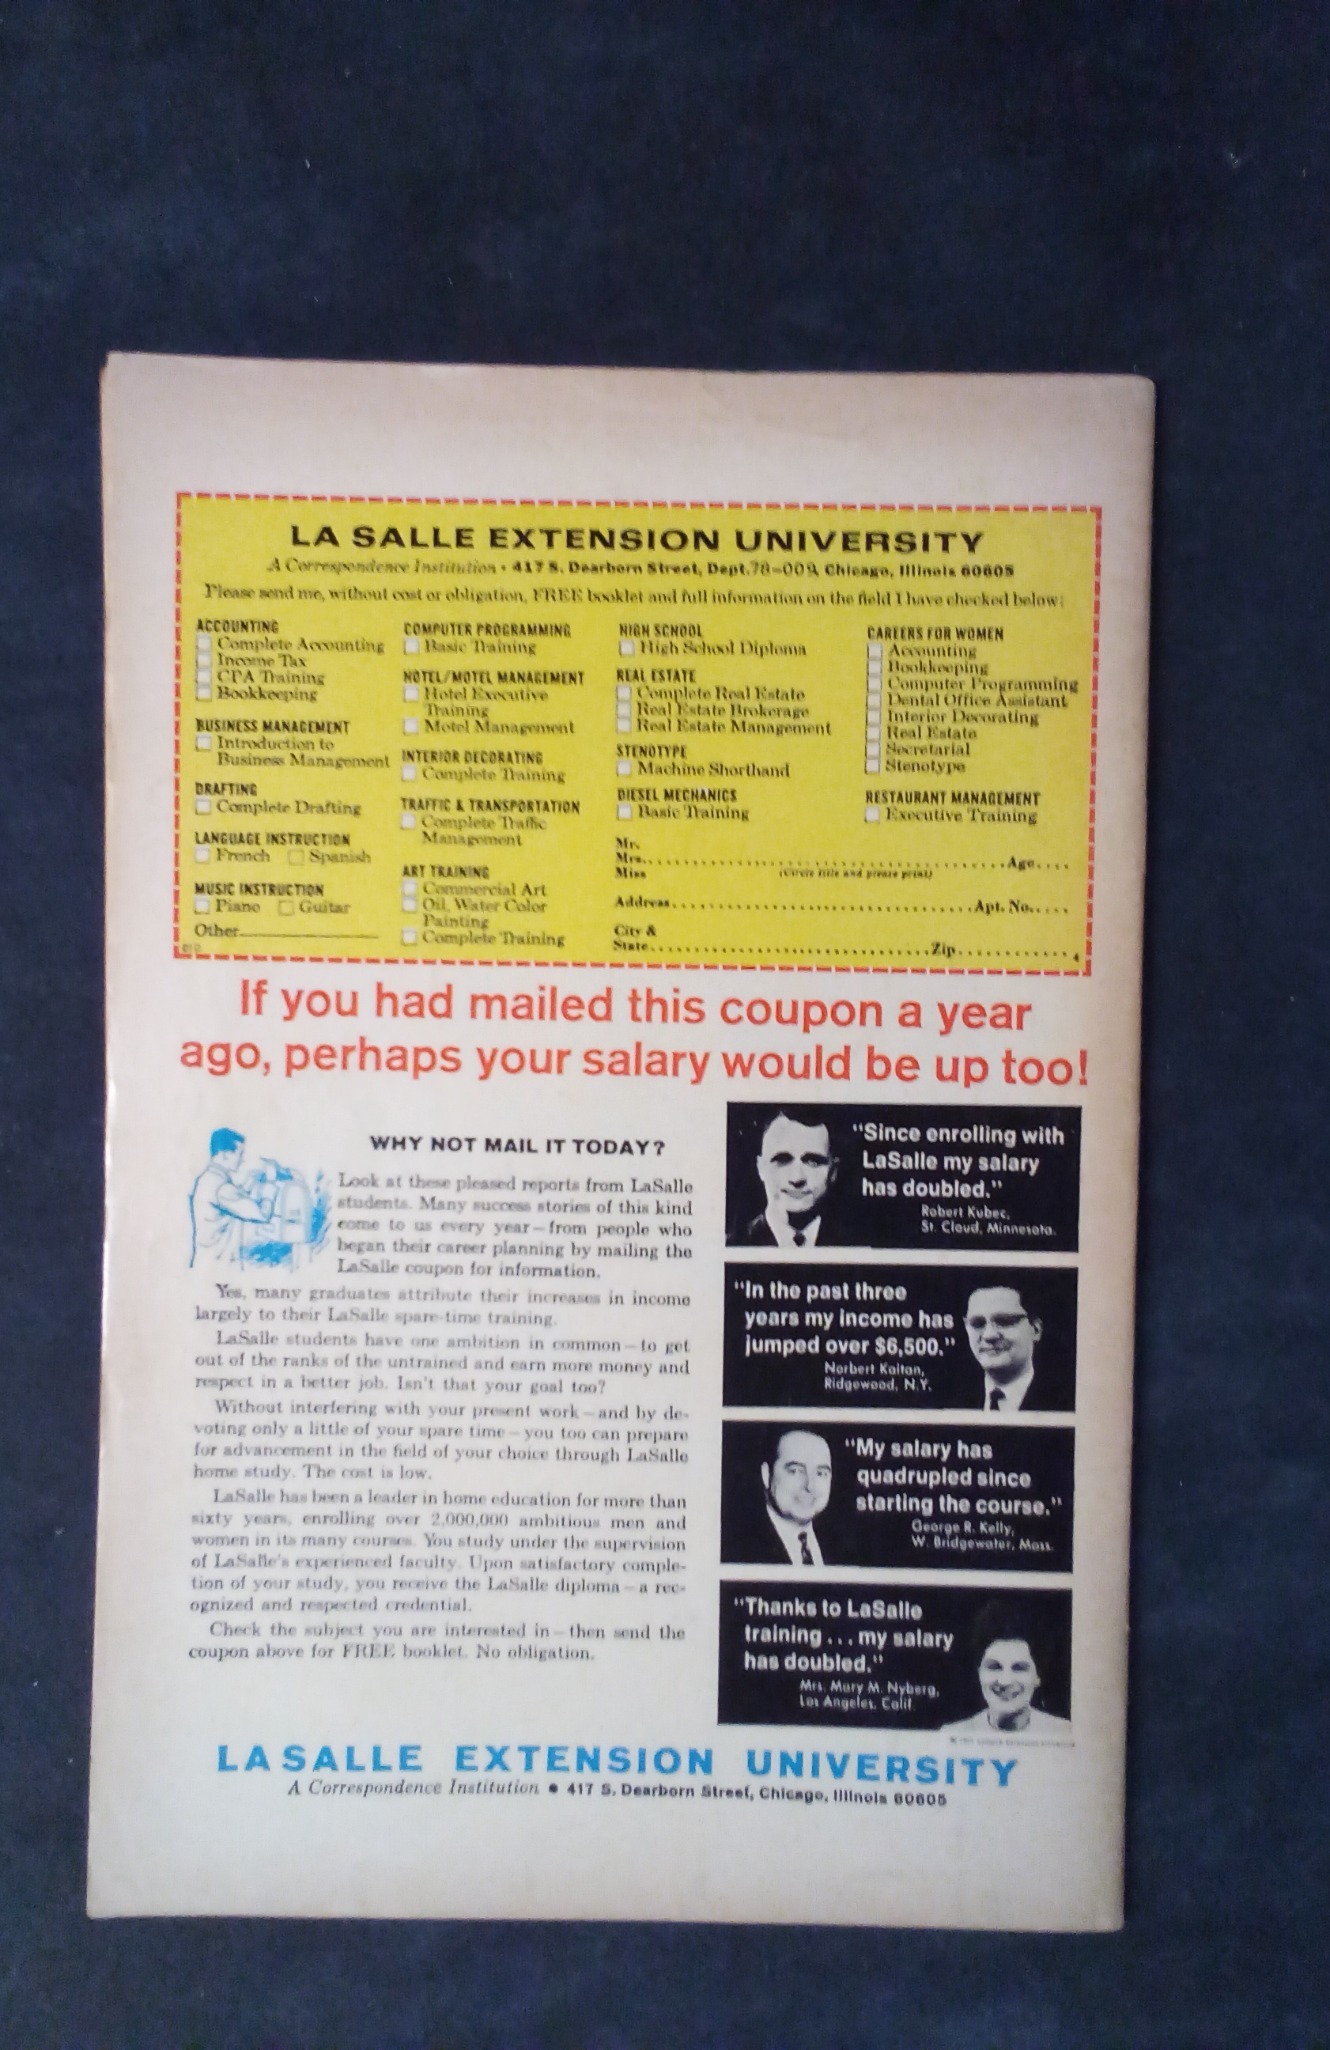 LA SALLE EXTENSION UNIVERSITY
A Correspondence Institution • 417 S. Dearborn Street, Dept. 78-009, Chicago, Illinois 60605
Please send me, without cost or obligation, FREE booklet and full information on the field I have checked below:
ACCOUNTING
Complete Accounting
Income Tax
CPA Training
Bookkeeping
BUSINESS MANAGEMENT
Introduction to
Business Management
DRAFTING
Complete Drafting
LANGUAGE INSTRUCTION
French Spanish
MUSIC INSTRUCTION
Piano Guitar
Other
COMPUTER PROGRAMMING
Basic Training
HOTEL/MOTEL MANAGEMENT
Hotel Executive
Training
Motel Management
INTERIOR DECORATING
Complete Training
TRAFFIC & TRANSPORTATION
Complete Traffic
Management
ART TRAINING
Commercial Art
Oil, Water Color
Painting
Complete Training
HIGH SCHOOL
High School Diploma
REAL ESTATE
Complete Real Estate
Real Estate Brokerage
Real Estate Management
STENOTYPE
Machine Shorthand
DIESEL MECHANICS
Basic Training
CAREERS FOR WOMEN
Accounting
Bookkeeping
Computer Programming
Dental Office Assistant
Interior Decorating
Real Estate
Secretarial
Stenotype
RESTAURANT MANAGEMENT
Executive Training
Mr.
Mrs. Age
Miss (Circle title and please print)
Address Apt. No.
City &
State Zip 4
If you had mailed this coupon a year
ago, perhaps your salary would be up too!
WHY NOT MAIL IT TODAY?
Look at these pleased reports from LaSalle
students. Many success stories of this kind
come to us every year—from people who
began their career planning by mailing the
LaSalle coupon for information.
Yes, many graduates attribute their increases in income
largely to their LaSalle spare-time training.
LaSalle students have one ambition in common—to get
out of the ranks of the untrained and earn more money and
respect in a better job. Isn't that your goal too?
Without interfering with your present work—and by de-
voting only a little of your spare time—you too can prepare
for advancement in the field of your choice through LaSalle
home study. The cost is low.
LaSalle has been a leader in home education for more than
sixty years, enrolling over 2,000,000 ambitious men and
women in its many courses. You study under the supervision
of LaSalle's experienced faculty. Upon satisfactory comple-
tion of your study, you receive the LaSalle diploma—a rec-
ognized and respected credential.
Check the subject you are interested in—then send the
coupon above for FREE booklet. No obligation.
"Since enrolling with
LaSalle my salary
has doubled."
Robert Kubec,
St. Cloud, Minnesota.
"In the past three
years my income has
jumped over $6,500."
Norbert Kaitan,
Ridgewood, N.Y.
"My salary has
quadrupled since
starting the course."
George R. Kelly,
W. Bridgewater, Mass.
"Thanks to LaSalle
training...my salary
has doubled."
Mrs. Mary M. Nyberg,
Los Angeles, Calif.
LA SALLE EXTENSION UNIVERSITY
A Correspondence Institution • 417 S. Dearborn Street, Chicago, Illinois 60605